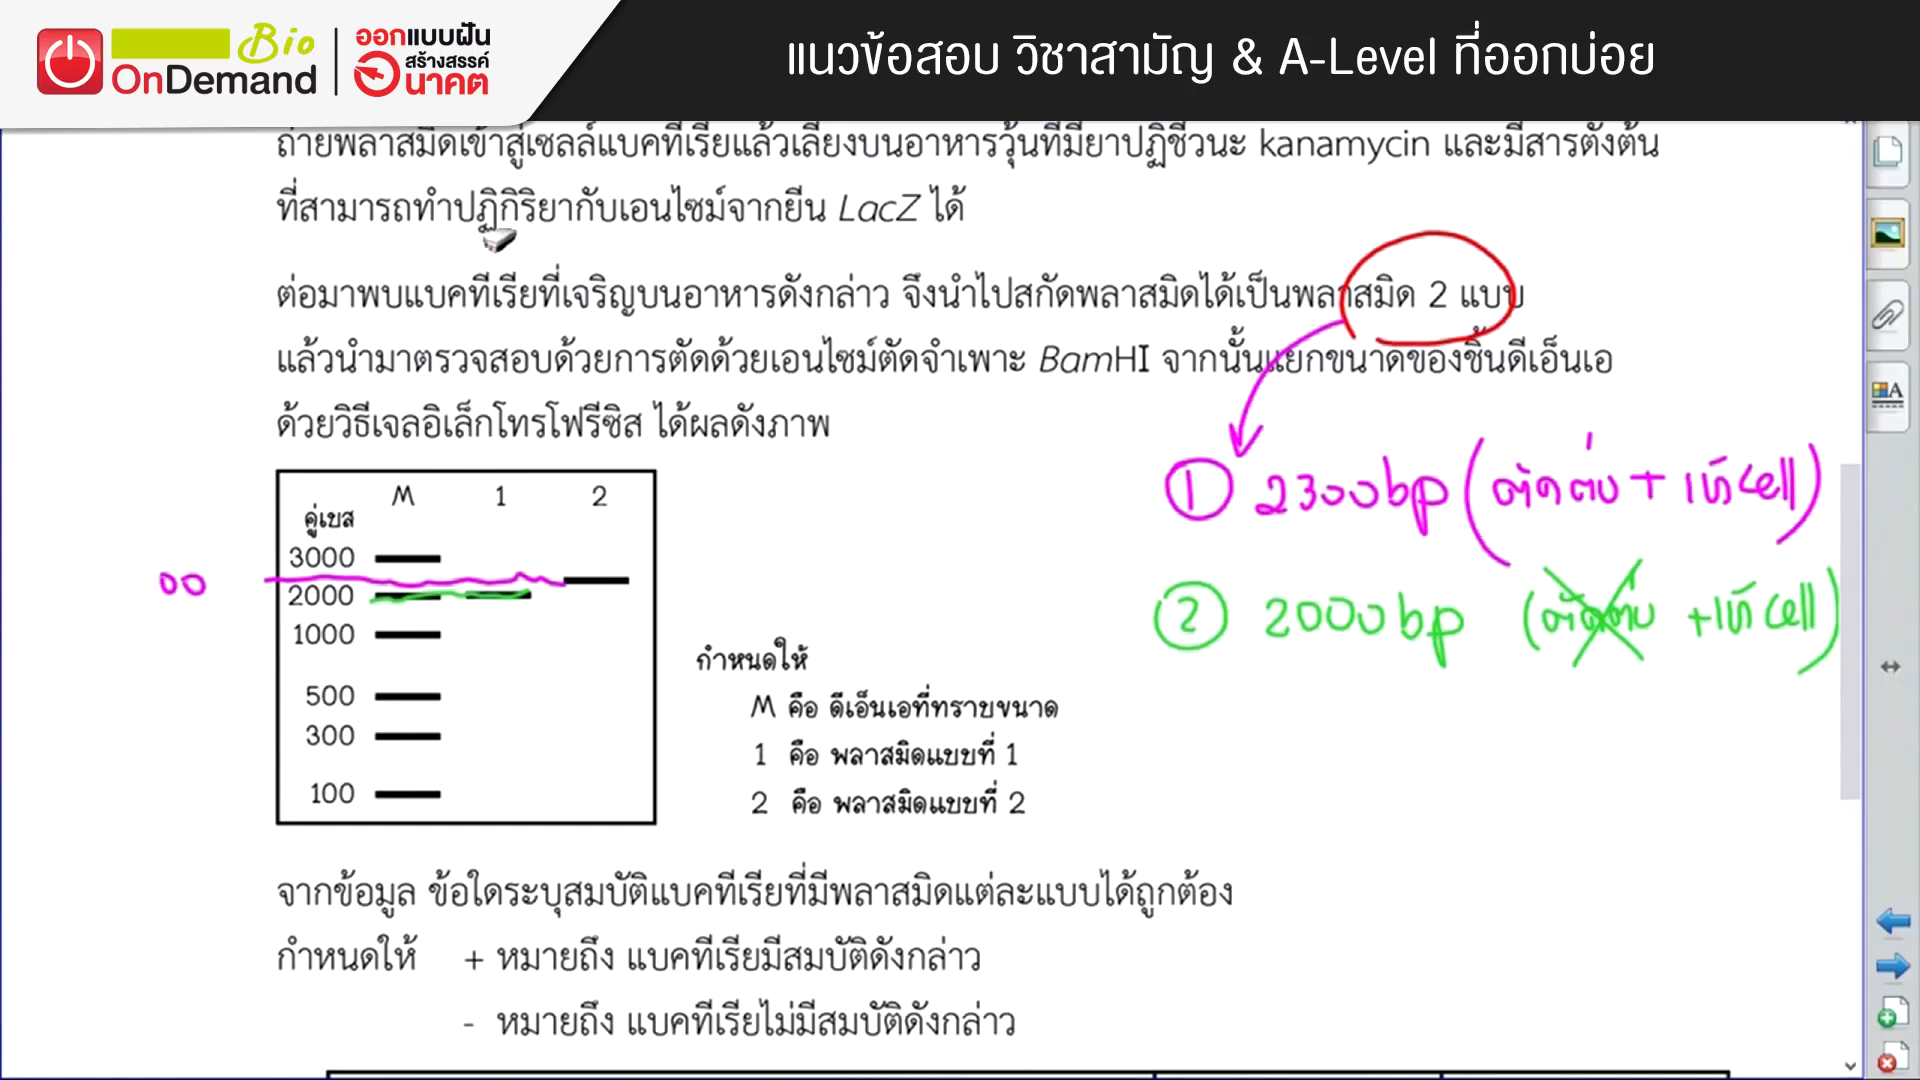 Bio
OnDemand
ออกแบบฝัน
สร้างสรรค์
อนาคต
แนวข้อสอบ วิชาสามัญ & A-Level ที่ออกบ่อย
ถ่ายพลาสมิดเข้าสู่เซลล์แบคทีเรียแล้วเลี้ยงบนอาหารวุ้นที่มียาปฏิชีวนะ kanamycin และมีสารตั้งต้น
ที่สามารถทำปฏิกิริยากับเอนไซม์จากยีน LacZ ได้
ต่อมาพบแบคทีเรียที่เจริญบนอาหารดังกล่าว จึงนำไปสกัดพลาสมิดได้เป็นพลาสมิด 2 แบบ
แล้วนำมาตรวจสอบด้วยการตัดด้วยเอนไซม์ตัดจำเพาะ BamHI จากนั้นแยกขนาดของชิ้นดีเอ็นเอ
ด้วยวิธีเจลอิเล็กโทรโฟรีซิส ได้ผลดังภาพ
M 1 2
คู่เบส
3000
2000
1000
500
300
100
00
① 2300bp (ตัดต่อ + เข้าcell)
② 2000bp (ตัดต่อ + เข้าcell)
กำหนดให้
M คือ ดีเอ็นเอที่ทราบขนาด
1 คือ พลาสมิดแบบที่ 1
2 คือ พลาสมิดแบบที่ 2
จากข้อมูล ข้อใดระบุสมบัติแบคทีเรียที่มีพลาสมิดแต่ละแบบได้ถูกต้อง
กำหนดให้ + หมายถึง แบคทีเรียมีสมบัติดังกล่าว
- หมายถึง แบคทีเรียไม่มีสมบัติดังกล่าว